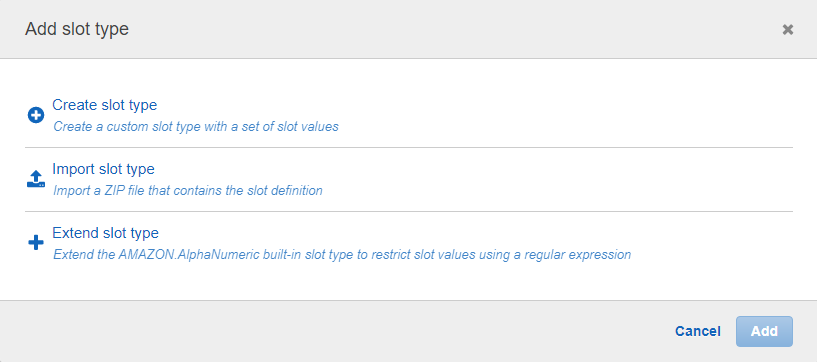 Add slot type
Create slot type
Create a custom slot type with a set of slot values
Import slot type
Import a ZIP file that contains the slot definition
Extend slot type
Extend the AMAZON.AlphaNumeric built-in slot type to restrict slot values using a regular expression
Cancel Add